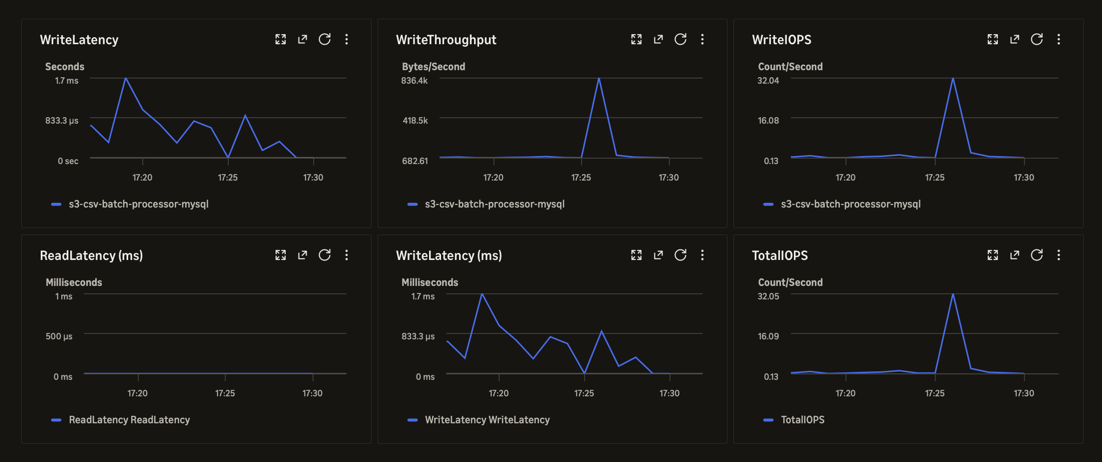 WriteLatency
Seconds
1.7 ms
833.3 µs
0 sec
17:20
17:25
17:30
s3-csv-batch-processor-mysql
WriteThroughput
Bytes/Second
836.4k
418.5k
682.61
17:20
17:25
17:30
s3-csv-batch-processor-mysql
WriteIOPS
Count/Second
32.04
16.08
0.13
17:20
17:25
17:30
s3-csv-batch-processor-mysql
ReadLatency (ms)
Milliseconds
1 ms
500 µs
0 ms
17:20
17:25
17:30
ReadLatency ReadLatency
WriteLatency (ms)
Milliseconds
1.7 ms
833.3 µs
0 ms
17:20
17:25
17:30
WriteLatency WriteLatency
TotalIOPS
Count/Second
32.05
16.09
0.13
17:20
17:25
17:30
TotalIOPS